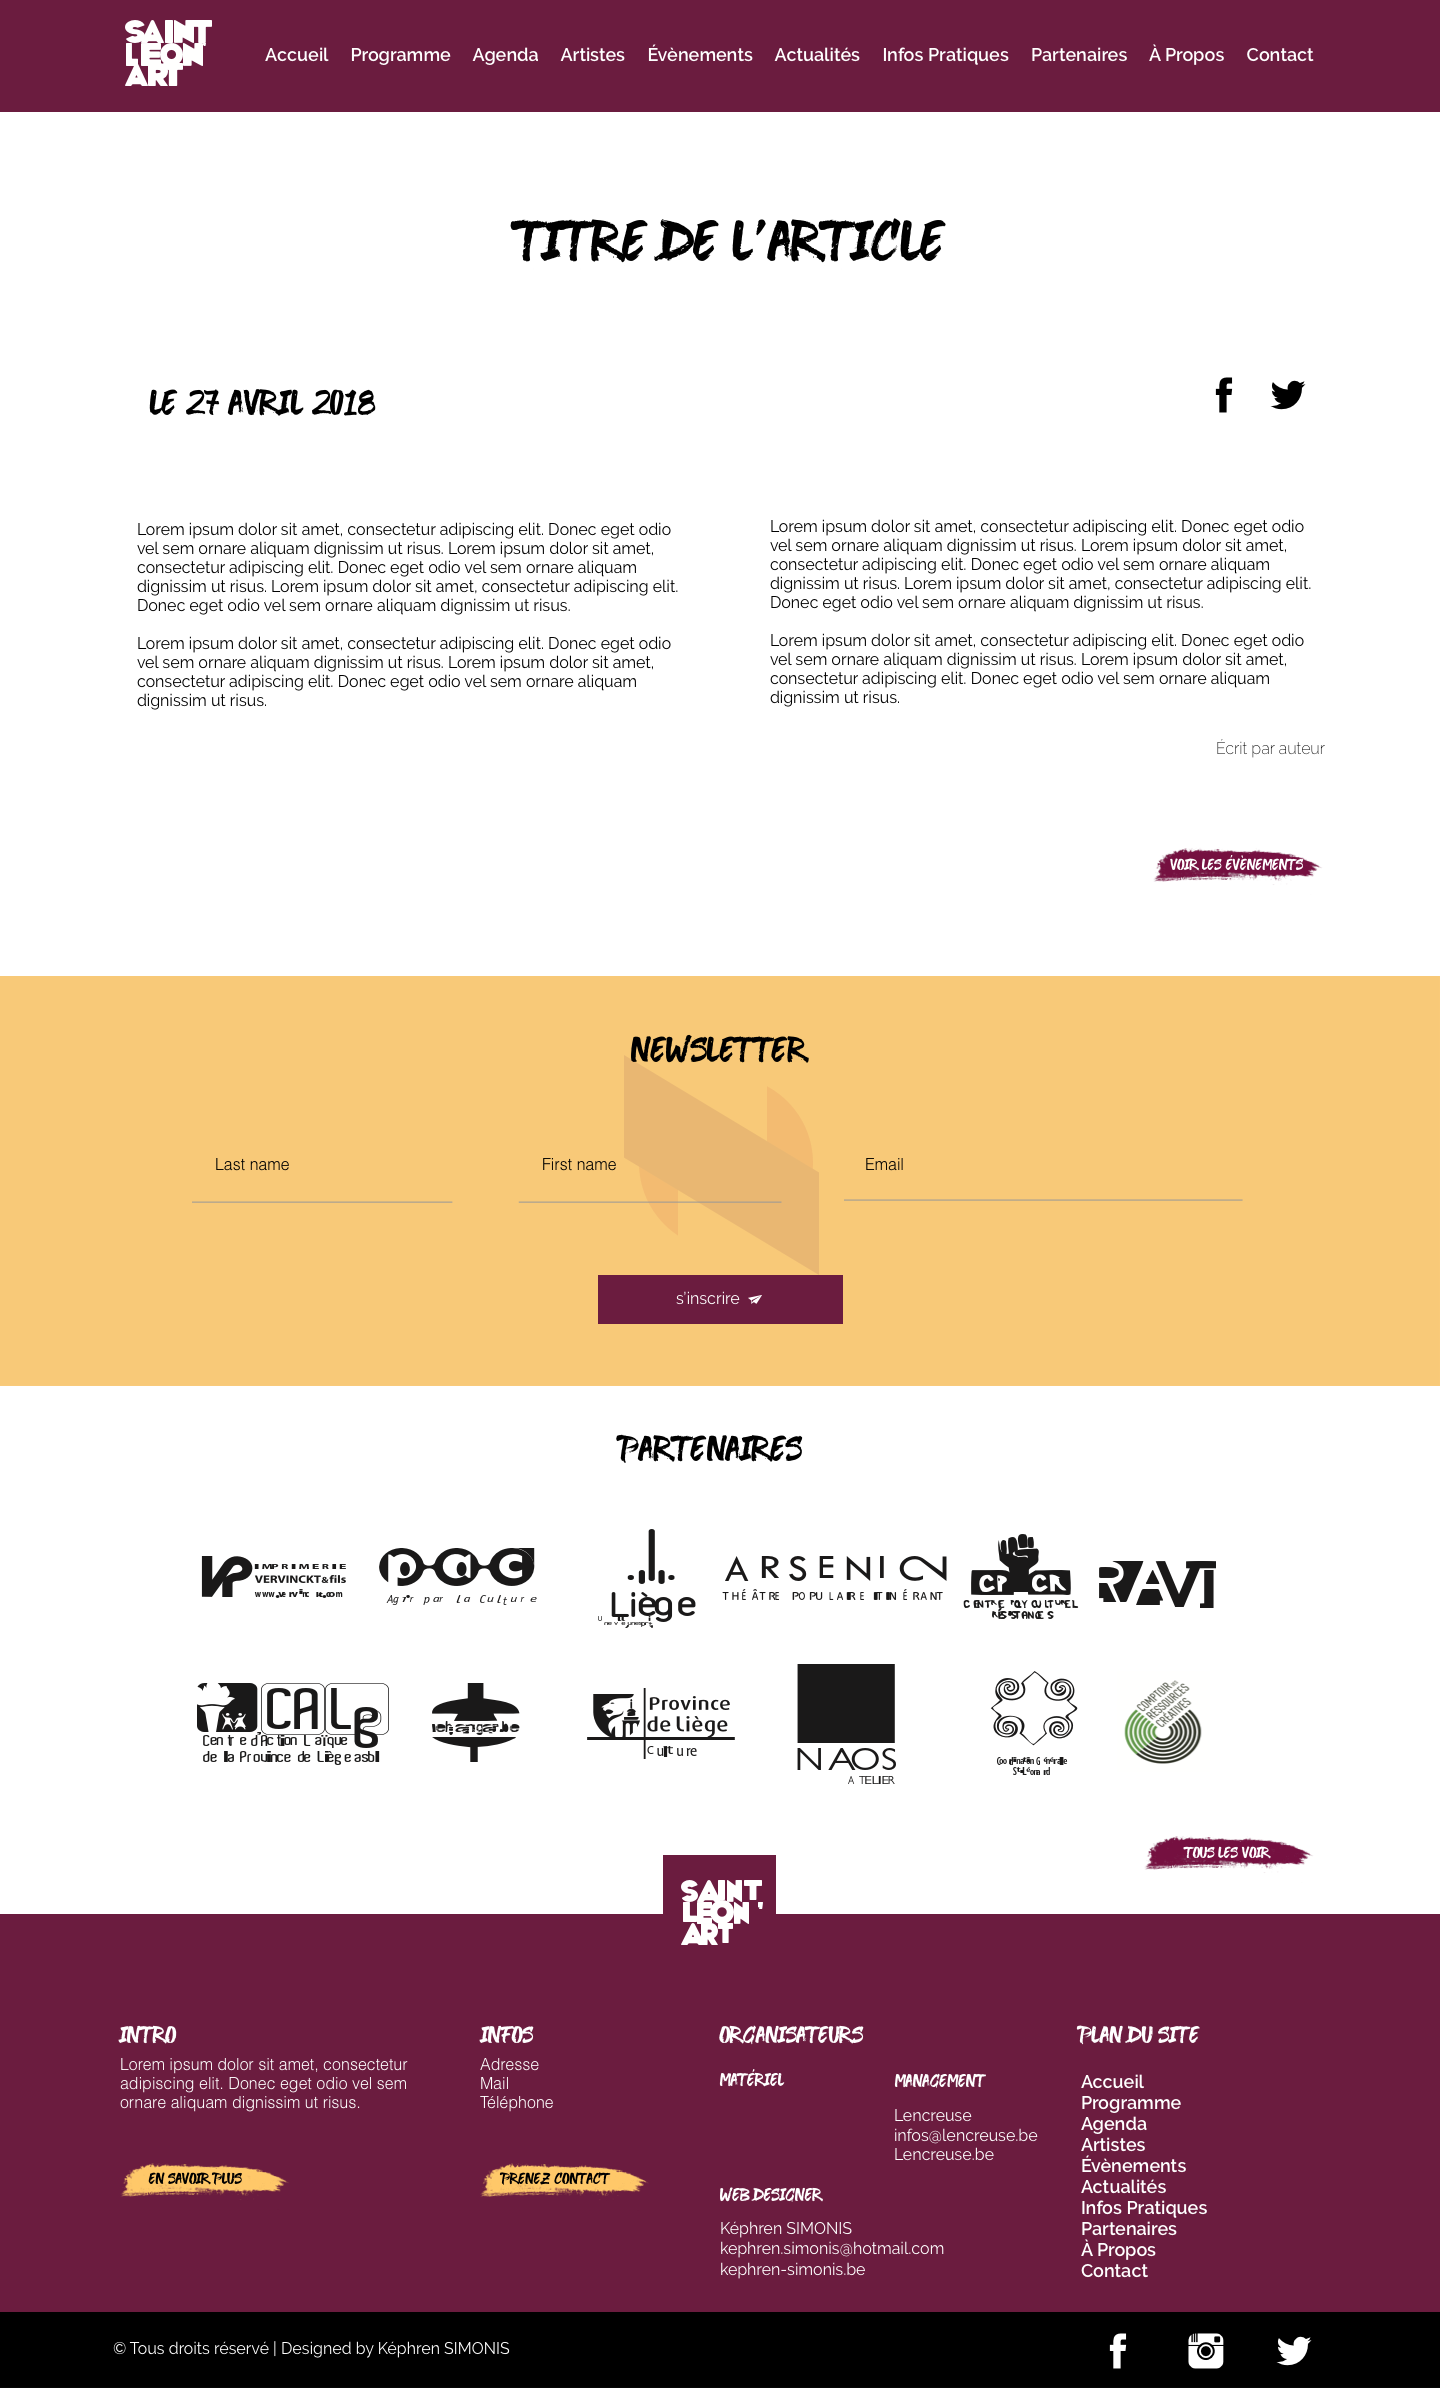 SAINT
LEON
ART
Accueil Programme Agenda Artistes Évènements Actualités Infos Pratiques Partenaires À Propos Contact
TITRE DE L'ARTICLE
LE 27 AVRIL 2018
Lorem ipsum dolor sit amet, consectetur adipiscing elit. Donec eget odio
vel sem ornare aliquam dignissim ut risus. Lorem ipsum dolor sit amet,
consectetur adipiscing elit. Donec eget odio vel sem ornare aliquam
dignissim ut risus. Lorem ipsum dolor sit amet, consectetur adipiscing elit.
Donec eget odio vel sem ornare aliquam dignissim ut risus.
Lorem ipsum dolor sit amet, consectetur adipiscing elit. Donec eget odio
vel sem ornare aliquam dignissim ut risus. Lorem ipsum dolor sit amet,
consectetur adipiscing elit. Donec eget odio vel sem ornare aliquam
dignissim ut risus.
Lorem ipsum dolor sit amet, consectetur adipiscing elit. Donec eget odio
vel sem ornare aliquam dignissim ut risus. Lorem ipsum dolor sit amet,
consectetur adipiscing elit. Donec eget odio vel sem ornare aliquam
dignissim ut risus. Lorem ipsum dolor sit amet, consectetur adipiscing elit.
Donec eget odio vel sem ornare aliquam dignissim ut risus.
Lorem ipsum dolor sit amet, consectetur adipiscing elit. Donec eget odio
vel sem ornare aliquam dignissim ut risus. Lorem ipsum dolor sit amet,
consectetur adipiscing elit. Donec eget odio vel sem ornare aliquam
dignissim ut risus.
Écrit par auteur
VOIR LES ÉVÈNEMENTS
NEWSLETTER
Last name
First name
Email
s'inscrire
PARTENAIRES
VP
IMPRIMERIE
VERVINCKT&fils
pac
Agir par la Culture
Liège
ARSENIC2
THÉÂTRE POPULAIRE ITINÉRANT
CPCR
CENTRE POLYCULTUREL
RÉSISTANCES
RAVI
CALg
Centre d'Action Laïque
de la Province de Liège asbl
Province
de Liège
Culture
NAOS
ATELIER
Coordination Générale
St-Léonard
COMPTOIR DES
RESSOURCES
CRÉATIVES
TOUS LES VOIR
SAINT
LEON'
ART
INTRO
Lorem ipsum dolor sit amet, consectetur
adipiscing elit. Donec eget odio vel sem
ornare aliquam dignissim ut risus.
EN SAVOIR PLUS
INFOS
Adresse
Mail
Téléphone
PRENEZ CONTACT
ORGANISATEURS
MATÉRIEL
MANAGEMENT
Lencreuse
infos@lencreuse.be
Lencreuse.be
WEB DESIGNER
Képhren SIMONIS
kephren.simonis@hotmail.com
kephren-simonis.be
PLAN DU SITE
Accueil
Programme
Agenda
Artistes
Évènements
Actualités
Infos Pratiques
Partenaires
À Propos
Contact
© Tous droits réservé | Designed by Képhren SIMONIS